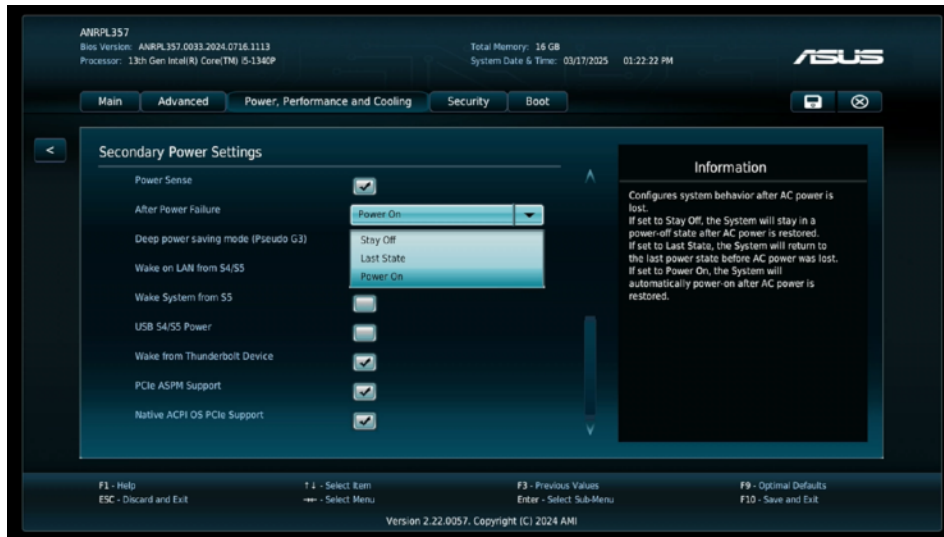 ANRPL357
Bios Version: ANRPL357.0033.2024.0716.1113
Processor: 13th Gen Intel(R) Core(TM) i5-1340P
Total Memory: 16 GB
System Date & Time: 03/17/2025 01:22:22 PM
ASUS
Main Advanced Power, Performance and Cooling Security Boot
<
Secondary Power Settings
Power Sense
After Power Failure Power On
Stay Off
Last State
Power On
Deep power saving mode (Pseudo G3)
Wake on LAN from S4/S5
Wake System from S5
USB S4/S5 Power
Wake from Thunderbolt Device
PCIe ASPM Support
Native ACPI OS PCIe Support
Information
Configures system behavior after AC power is
lost.
If set to Stay Off, the System will stay in a
power-off state after AC power is restored.
If set to Last State, the System will return to
the last power state before AC power was lost.
If set to Power On, the System will
automatically power-on after AC power is
restored.
F1 - Help
ESC - Discard and Exit
↑↓ - Select Item
→← - Select Menu
F3 - Previous Values
Enter - Select Sub-Menu
F9 - Optimal Defaults
F10 - Save and Exit
Version 2.22.0057. Copyright (C) 2024 AMI